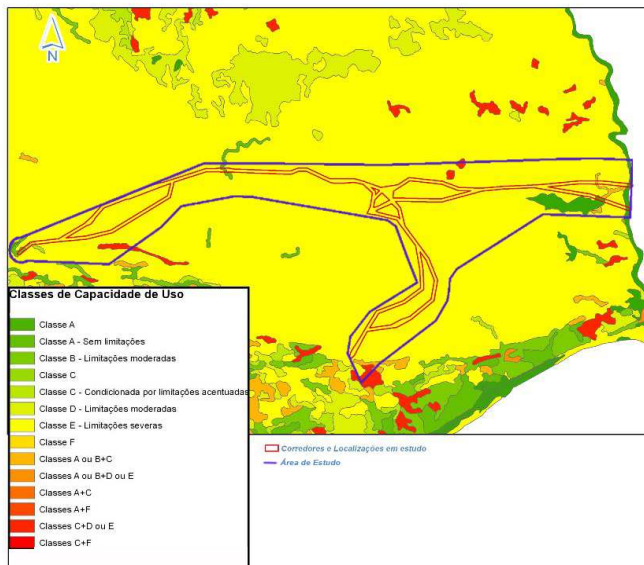 N
Classes de Capacidade de Uso
Classe A
Classe A - Sem limitações
Classe B - Limitações moderadas
Classe C
Classe C - Condicionada por limitações acentuadas
Classe D - Limitações moderadas
Classe E - Limitações severas
Classe F
Classes A ou B+C
Classes A ou B+D ou E
Classes A+C
Classes A+F
Classes C+D ou E
Classes C+F
Corredores e Localizações em estudo
Área de Estudo